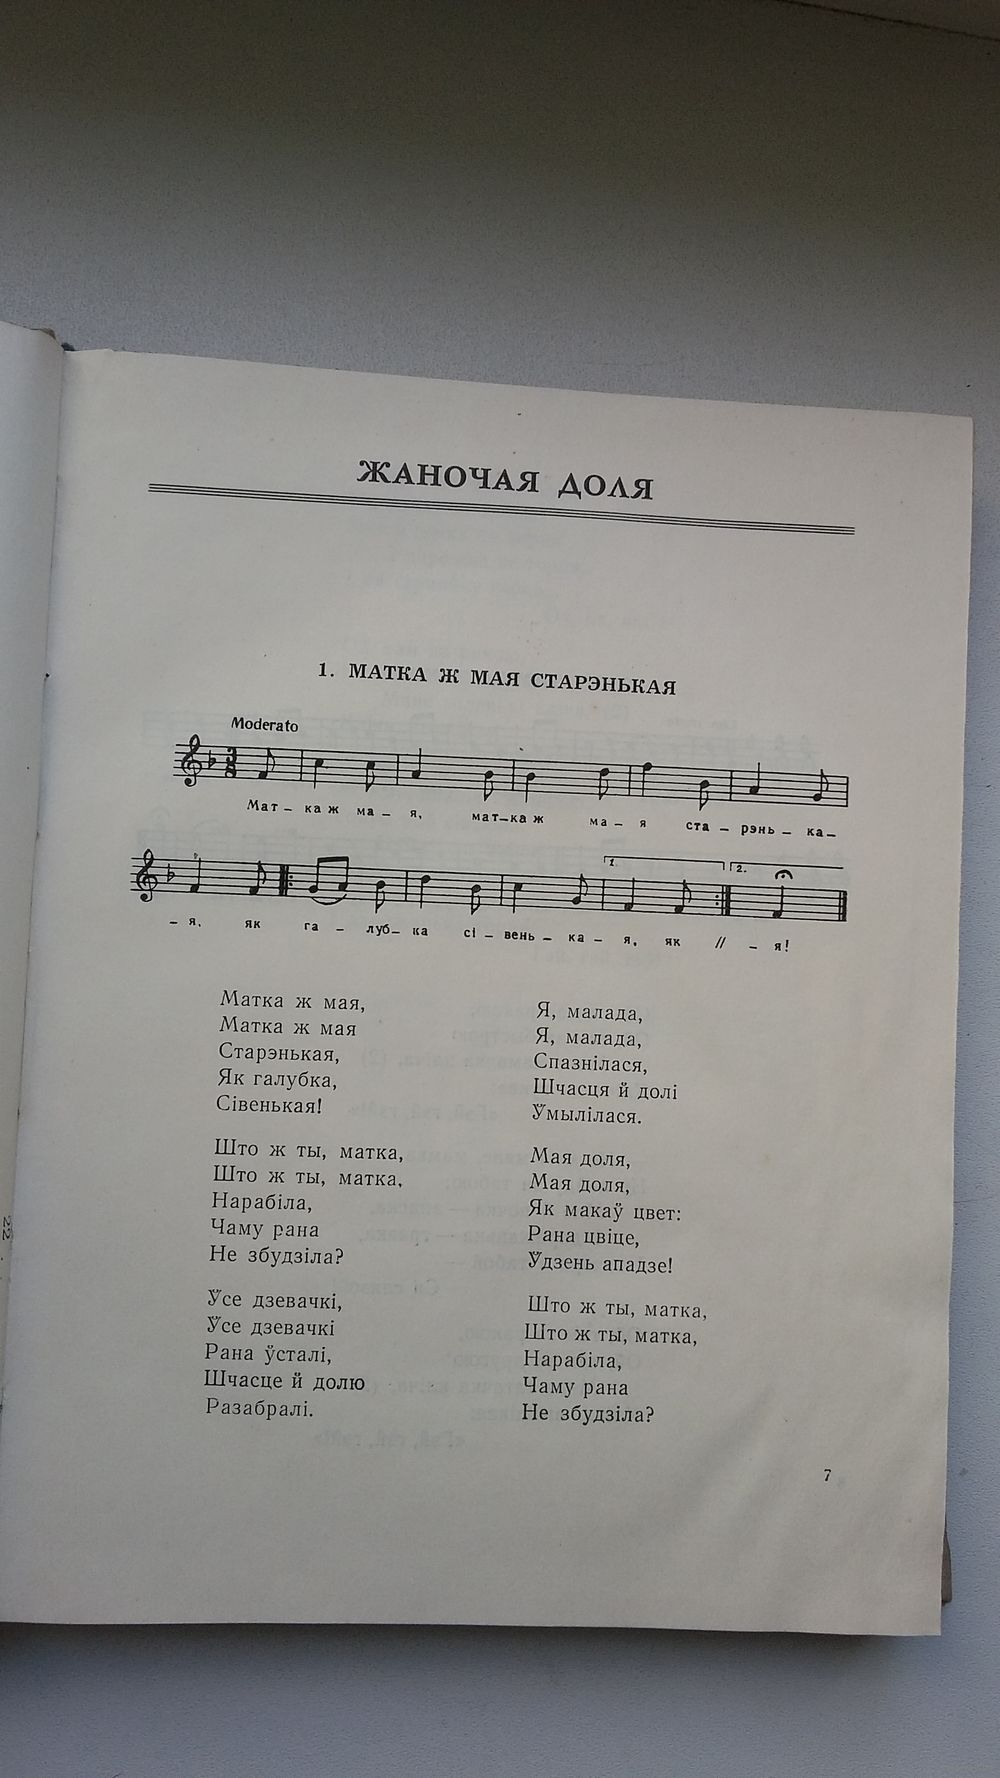 ЖАНОЧАЯ ДОЛЯ
1. МАТКА Ж МАЯ СТАРЭНЬКАЯ
Moderato
3
8
Мат – ка ж ма – я, мат–ка ж ма – я ста – рэнь – ка–
1. 2.
– я, як га – луб– ка сі – вень – ка – я, як // – я!
Матка ж мая,
Матка ж мая
Старэнькая,
Як галубка,
Сівенькая!
Што ж ты, матка,
Што ж ты, матка,
Нарабіла,
Чаму рана
Не збудзіла?
Ўсе дзевачкі,
Ўсе дзевачкі
Рана ўсталі,
Шчасце й долю
Разабралі.
Я, малада,
Я, малада,
Спазнілася,
Шчасця й долі
Ўмылілася.
Мая доля,
Мая доля,
Як макаў цвет:
Рана цвіце,
Ўдзень ападзе!
Што ж ты, матка,
Што ж ты, матка,
Нарабіла,
Чаму рана
Не збудзіла?
7